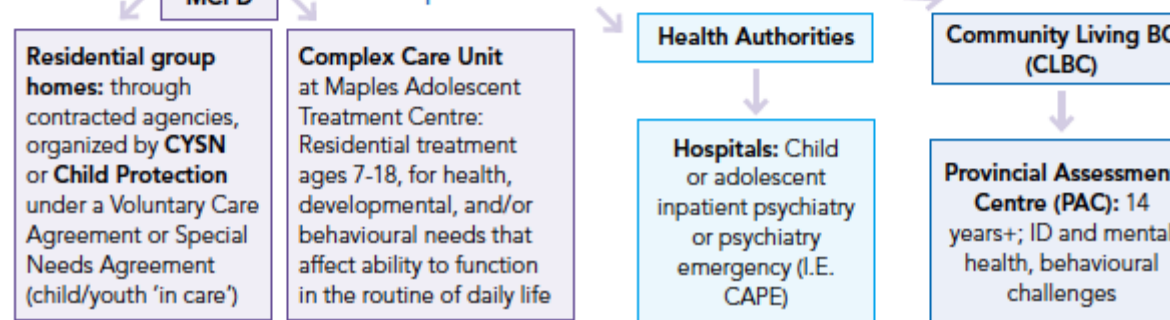 Residential group
homes: through
contracted agencies,
organized by CYSN
or Child Protection
under a Voluntary Care
Agreement or Special
Needs Agreement
(child/youth 'in care')
Complex Care Unit
at Maples Adolescent
Treatment Centre:
Residential treatment
ages 7-18, for health,
developmental, and/or
behavioural needs that
affect ability to function
in the routine of daily life
Health Authorities
Hospitals: Child
or adolescent
inpatient psychiatry
or psychiatry
emergency (I.E.
CAPE)
Community Living BC
(CLBC)
Provincial Assessment
Centre (PAC): 14
years+; ID and mental
health, behavioural
challenges